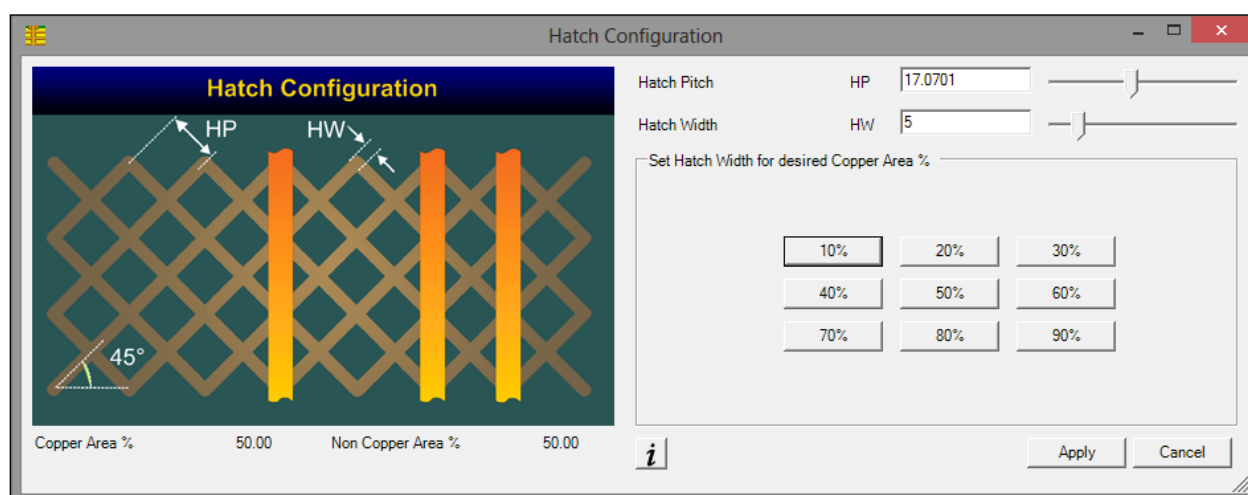 Hatch Configuration
Hatch Configuration
HP
HW
45°
Copper Area % 50.00 Non Copper Area % 50.00
Hatch Pitch HP 17.0701
Hatch Width HW 5
Set Hatch Width for desired Copper Area %
10% 20% 30%
40% 50% 60%
70% 80% 90%
i Apply Cancel